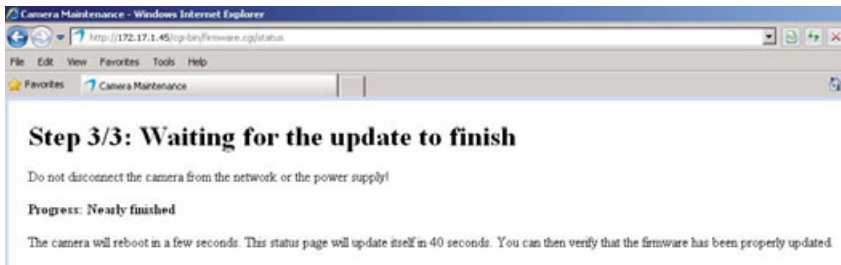 Camera Maintenance - Windows Internet Explorer
http://172.17.1.45/cgi-bin/firmware.cgi/status
File Edit View Favorites Tools Help
Favorites Camera Maintenance
Step 3/3: Waiting for the update to finish
Do not disconnect the camera from the network or the power supply!
Progress: Nearly finished
The camera will reboot in a few seconds. This status page will update itself in 40 seconds. You can then verify that the firmware has been properly updated.